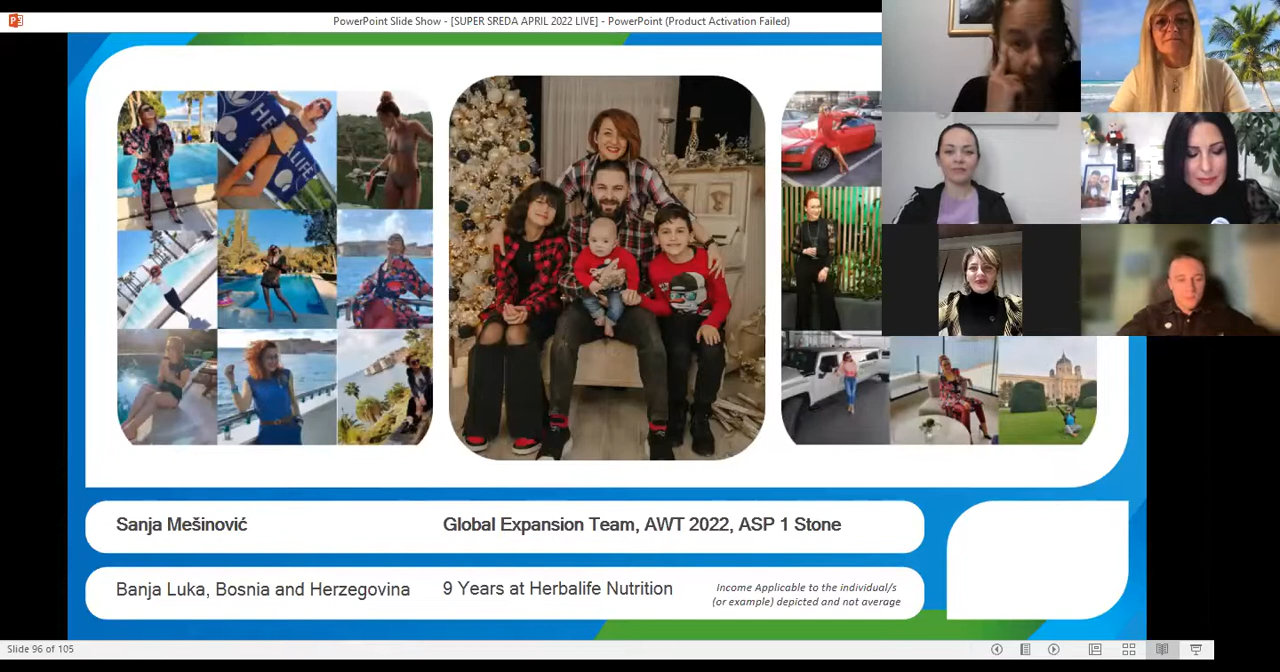 PowerPoint Slide Show - [SUPER SREDA APRIL 2022 LIVE] - PowerPoint (Product Activation Failed)
HERBALIFE
Sanja Mešinović
Global Expansion Team, AWT 2022, ASP 1 Stone
Banja Luka, Bosnia and Herzegovina
9 Years at Herbalife Nutrition
Income Applicable to the individual/s
(or example) depicted and not average
Slide 96 of 105